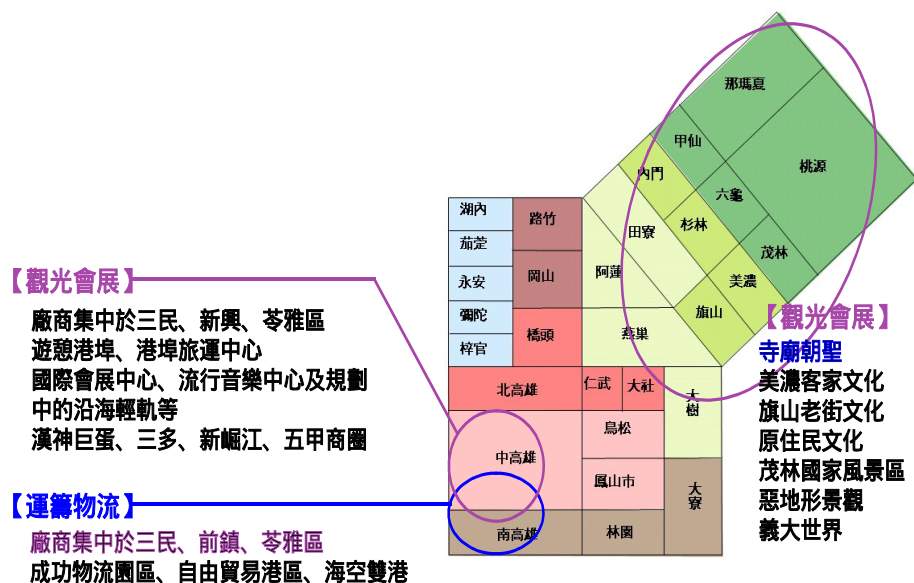 那瑪夏
甲仙
桃源
內門
六龜
杉林
田寮
茂林
阿蓮
美濃
旗山
燕巢
湖內
路竹
茄萣
岡山
永安
彌陀
橋頭
梓官
北高雄
仁武
大社
大樹
中高雄
鳥松
鳳山市
大寮
南高雄
林園
【觀光會展】
廠商集中於三民、新興、苓雅區
遊憩港埠、港埠旅運中心
國際會展中心、流行音樂中心及規劃
中的沿海輕軌等
漢神巨蛋、三多、新崛江、五甲商圈
【運籌物流】
廠商集中於三民、前鎮、苓雅區
成功物流園區、自由貿易港區、海空雙港
【觀光會展】
寺廟朝聖
美濃客家文化
旗山老街文化
原住民文化
茂林國家風景區
惡地形景觀
義大世界